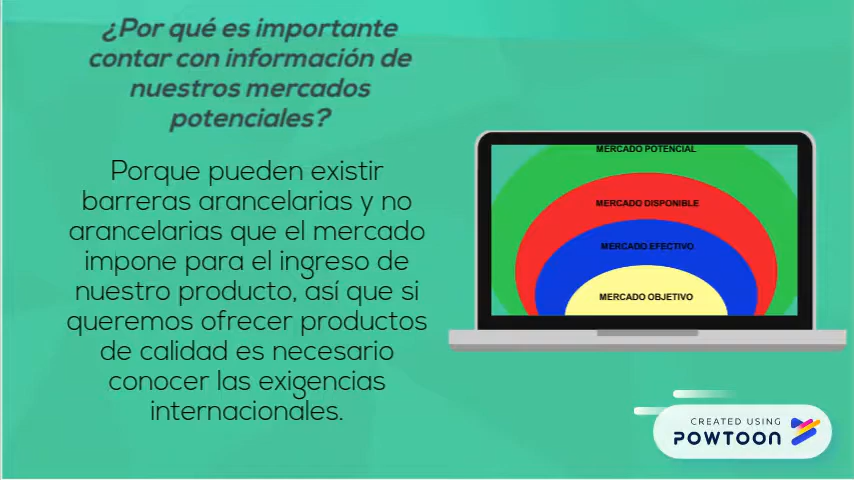 ¿Por qué es importante
contar con información de
nuestros mercados
potenciales?
Porque pueden existir
barreras arancelarias y no
arancelarias que el mercado
impone para el ingreso de
nuestro producto, así que si
queremos ofrecer productos
de calidad es necesario
conocer las exigencias
internacionales.
MERCADO POTENCIAL
MERCADO DISPONIBLE
MERCADO EFECTIVO
MERCADO OBJETIVO
CREATED USING
POWTOON